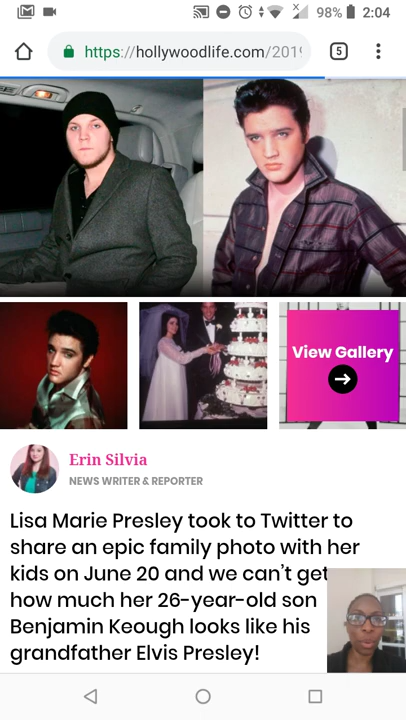 98% 2:04
https://hollywoodlife.com/2019
5
View Gallery
Erin Silvia
NEWS WRITER & REPORTER
Lisa Marie Presley took to Twitter to
share an epic family photo with her
kids on June 20 and we can't get
how much her 26-year-old son
Benjamin Keough looks like his
grandfather Elvis Presley!